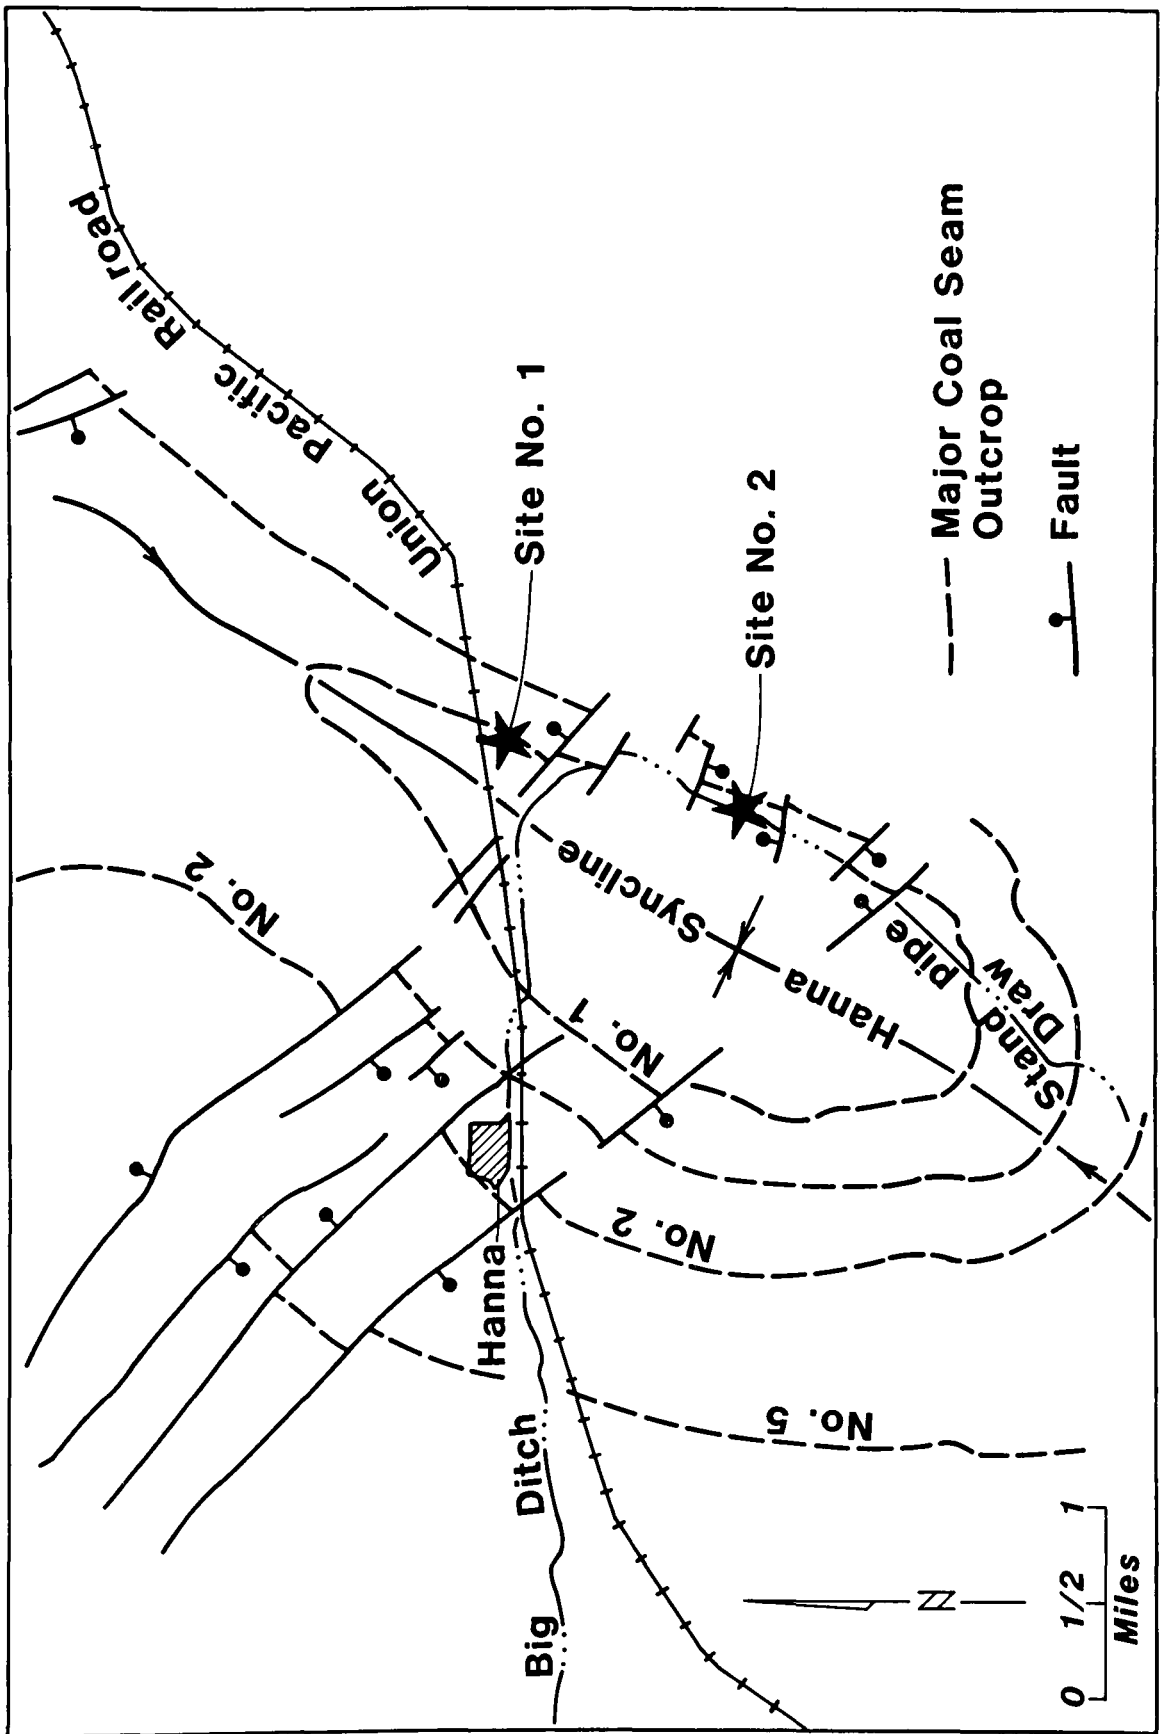 Union Pacific Railroad
No. 2
Site No. 1
Syncline
Hanna
Site No. 2
No. 1
Stand pipe
Draw
Hanna
No. 2
No. 5
Big Ditch
Major Coal Seam
Outcrop
Fault
N
0 1/2 1
Miles